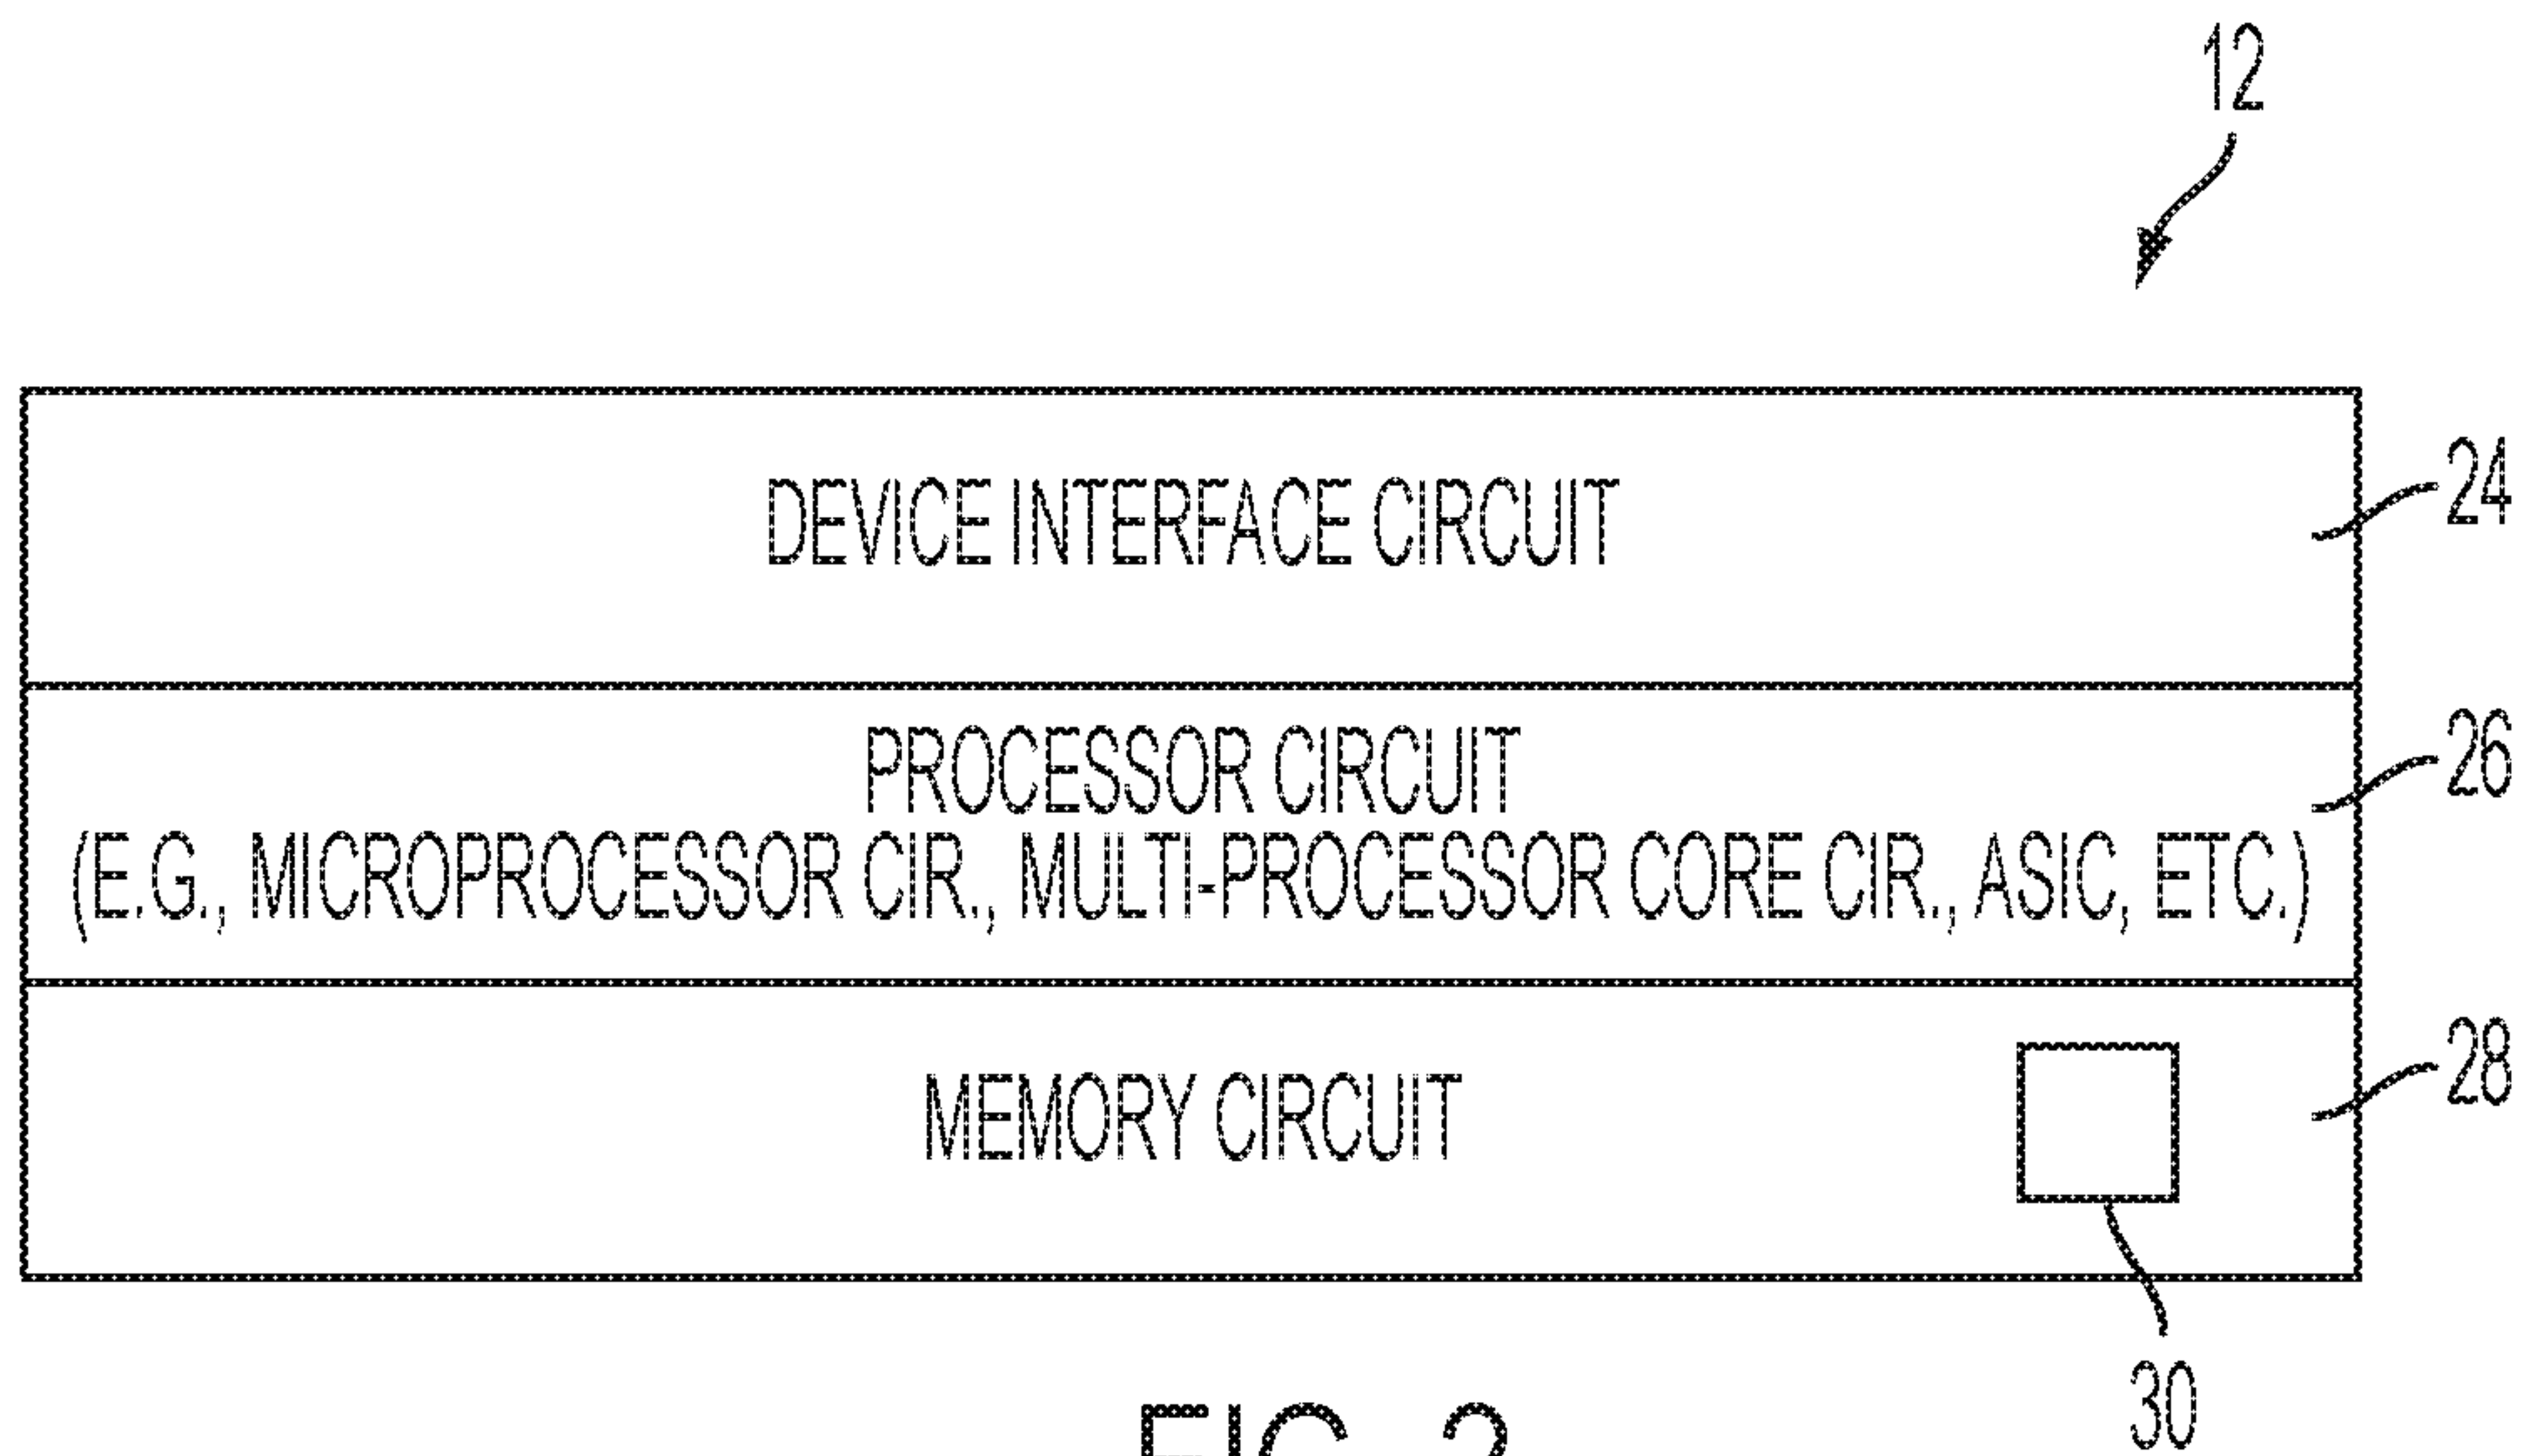 12
DEVICE INTERFACE CIRCUIT
24
PROCESSOR CIRCUIT
26
(E.G., MICROPROCESSOR CIR., MULTI-PROCESSOR CORE CIR., ASIC, ETC.)
MEMORY CIRCUIT
28
30
FIG